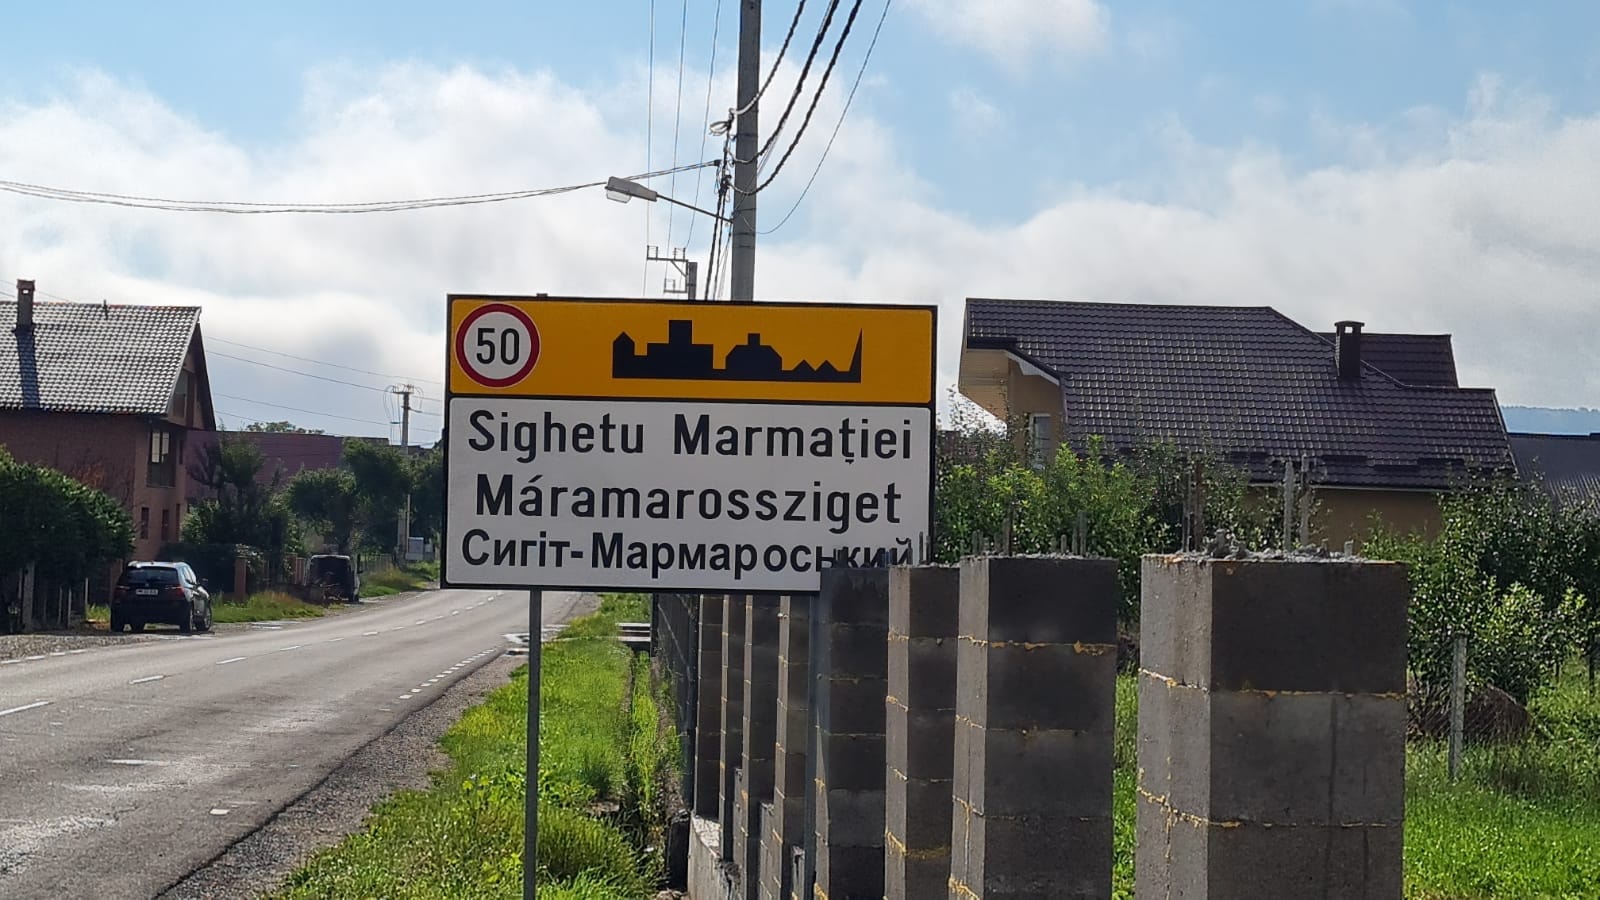 50
Sighetu Marmației
Máramarossziget
Сигіт-Мармароський